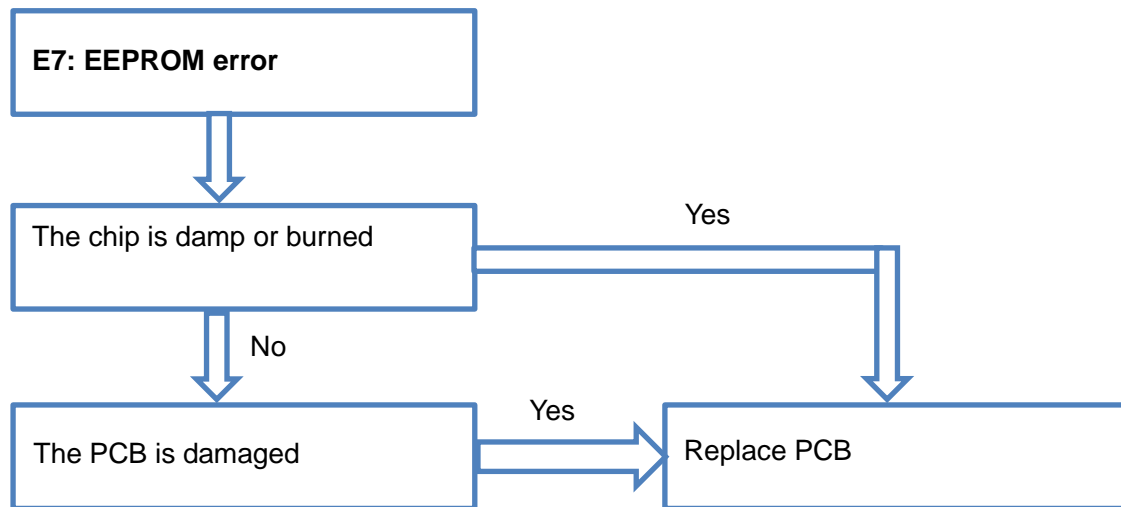 E7: EEPROM error
Yes
The chip is damp or burned
No
Yes
The PCB is damaged
Replace PCB